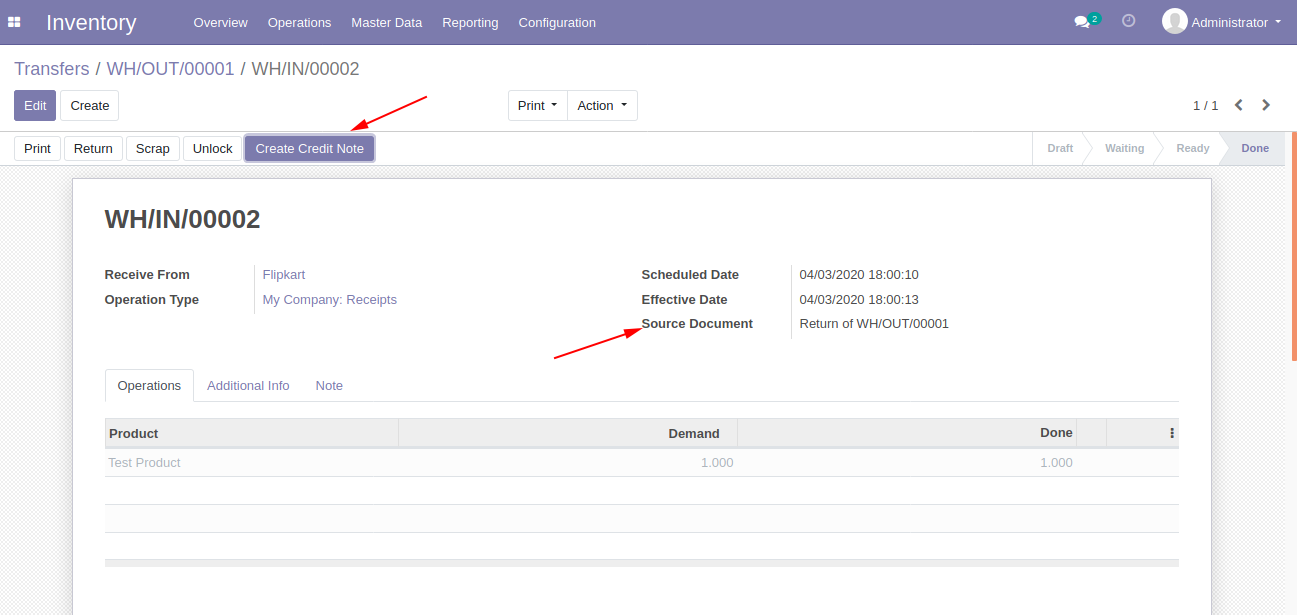 Inventory Overview Operations Master Data Reporting Configuration 2 Administrator
Transfers / WH/OUT/00001 / WH/IN/00002
Edit Create Print Action 1 / 1
Print Return Scrap Unlock Create Credit Note Draft Waiting Ready Done
WH/IN/00002
Receive From Flipkart Scheduled Date 04/03/2020 18:00:10
Operation Type My Company: Receipts Effective Date 04/03/2020 18:00:13
Source Document Return of WH/OUT/00001
Operations Additional Info Note
Product Demand Done
Test Product 1.000 1.000